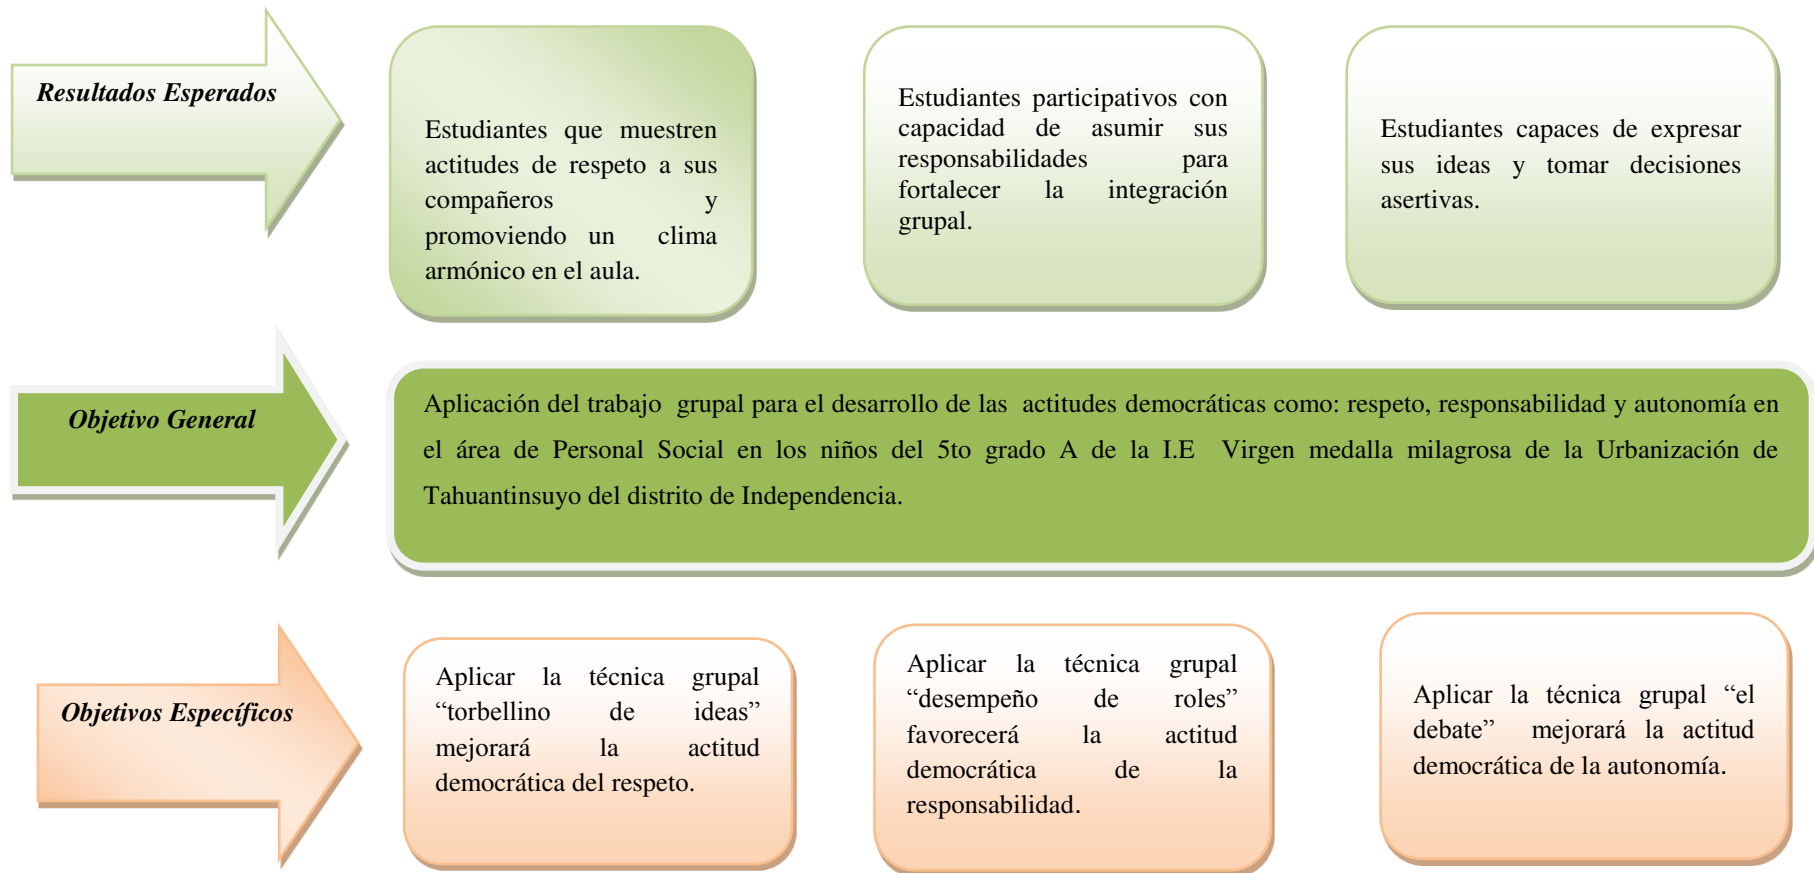 Resultados Esperados
Estudiantes que muestren
actitudes de respeto a sus
compañeros y
promoviendo un clima
armónico en el aula.
Estudiantes participativos con
capacidad de asumir sus
responsabilidades para
fortalecer la integración
grupal.
Estudiantes capaces de expresar
sus ideas y tomar decisiones
asertivas.
Objetivo General
Aplicación del trabajo grupal para el desarrollo de las actitudes democráticas como: respeto, responsabilidad y autonomía en
el área de Personal Social en los niños del 5to grado A de la I.E Virgen medalla milagrosa de la Urbanización de
Tahuantinsuyo del distrito de Independencia.
Objetivos Específicos
Aplicar la técnica grupal
“torbellino de ideas”
mejorará la actitud
democrática del respeto.
Aplicar la técnica grupal
“desempeño de roles”
favorecerá la actitud
democrática de la
responsabilidad.
Aplicar la técnica grupal “el
debate” mejorará la actitud
democrática de la autonomía.